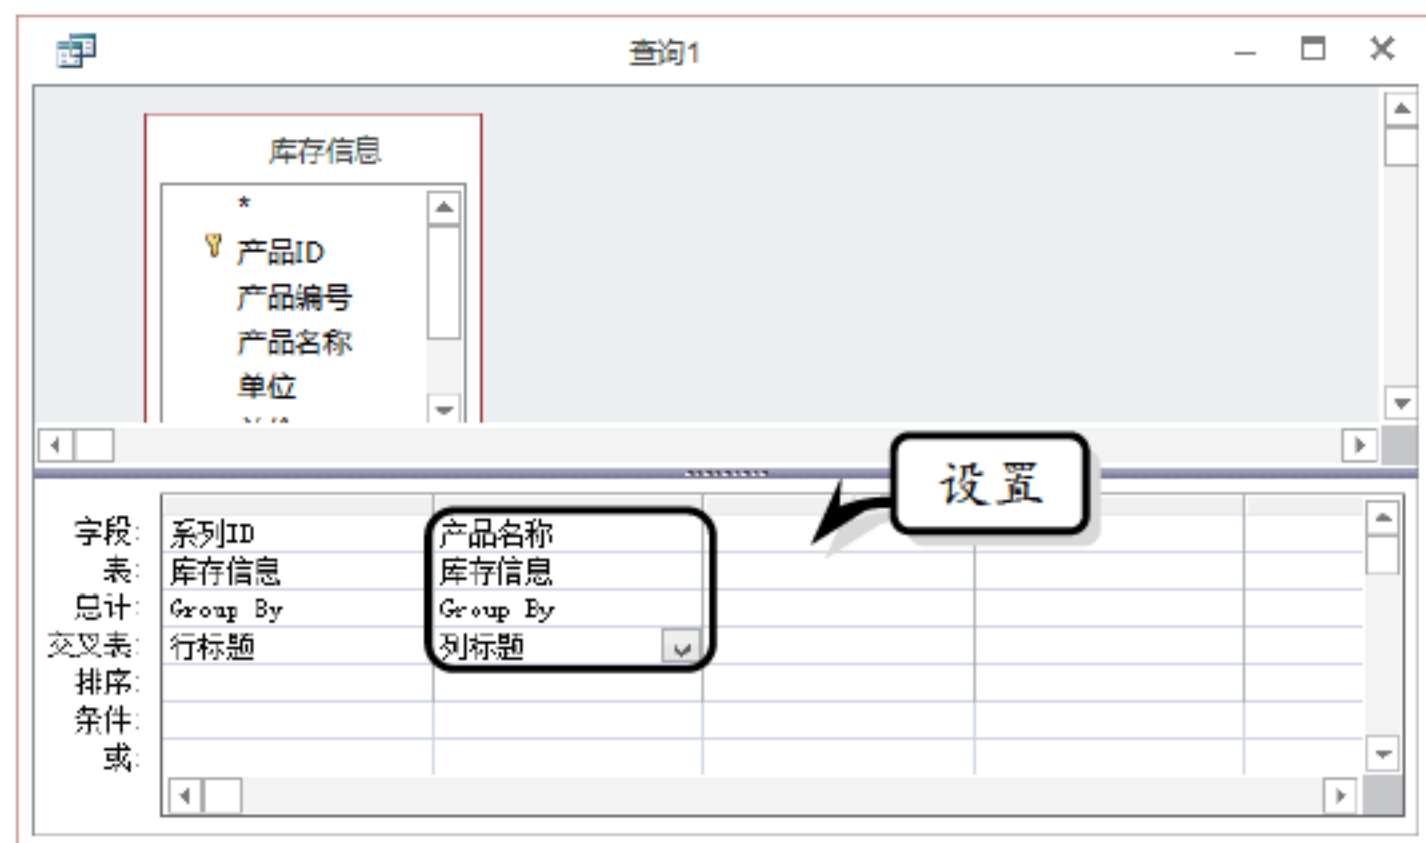 查询1
库存信息
*
产品ID
产品编号
产品名称
单位
设置
字段: 系列ID 产品名称
表: 库存信息 库存信息
总计: Group By Group By
交叉表: 行标题 列标题
排序:
条件:
或: